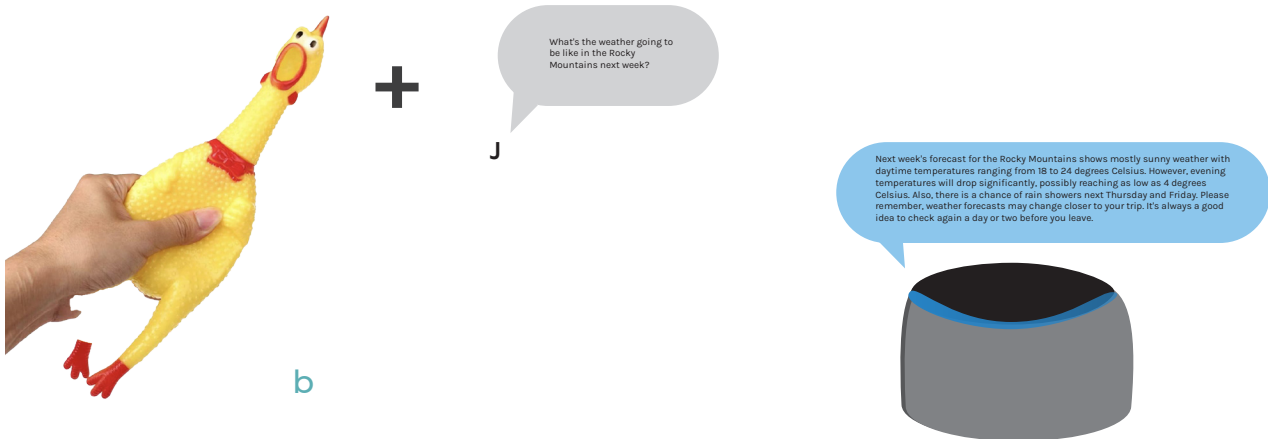 +
What's the weather going to
be like in the Rocky
Mountains next week?
J
Next week's forecast for the Rocky Mountains shows mostly sunny weather with
daytime temperatures ranging from 18 to 24 degrees Celsius. However, evening
temperatures will drop significantly, possibly reaching as low as 4 degrees
Celsius. Also, there is a chance of rain showers next Thursday and Friday. Please
remember, weather forecasts may change closer to your trip. It's always a good
idea to check again a day or two before you leave.
b